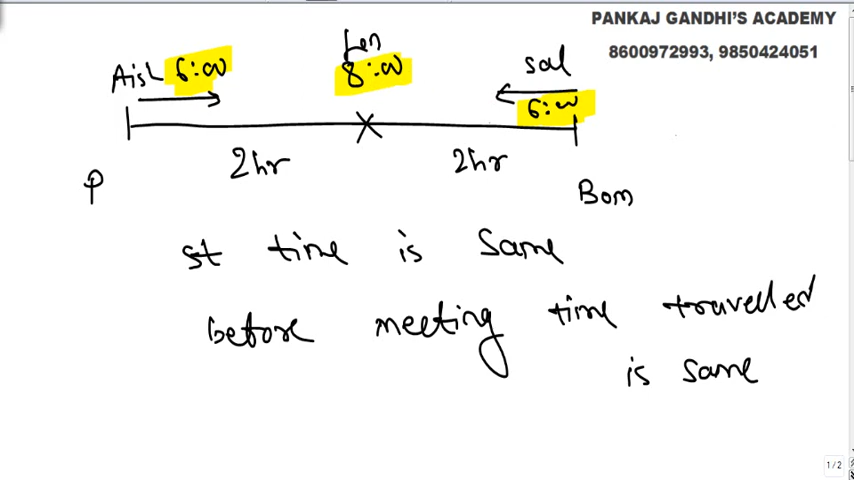 PANKAJ GANDHI'S ACADEMY
8600972993, 9850424051
Lon
Aish 6:00
8:00
Sal
6:00
2hr
2hr
P
Bom
st time is same
before meeting time travelled
is same
1/2